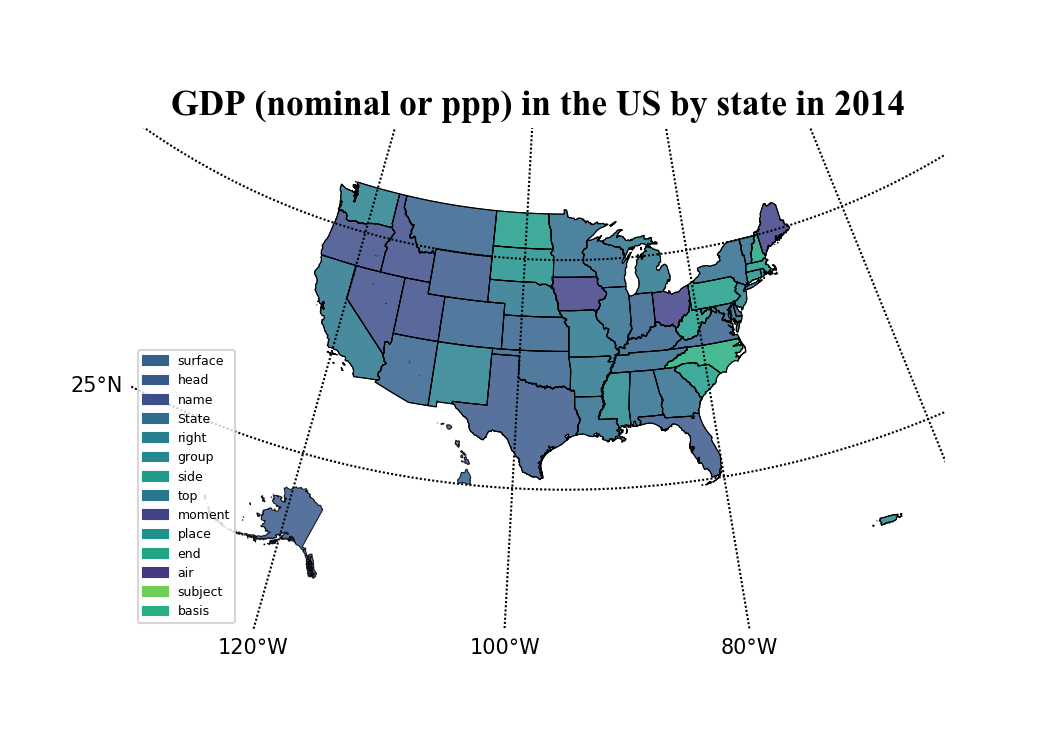 GDP (nominal or ppp) in the US by state in 2014
25°N
surface
head
name
State
right
group
side
top
moment
place
end
air
subject
basis
120°W
100°W
80°W